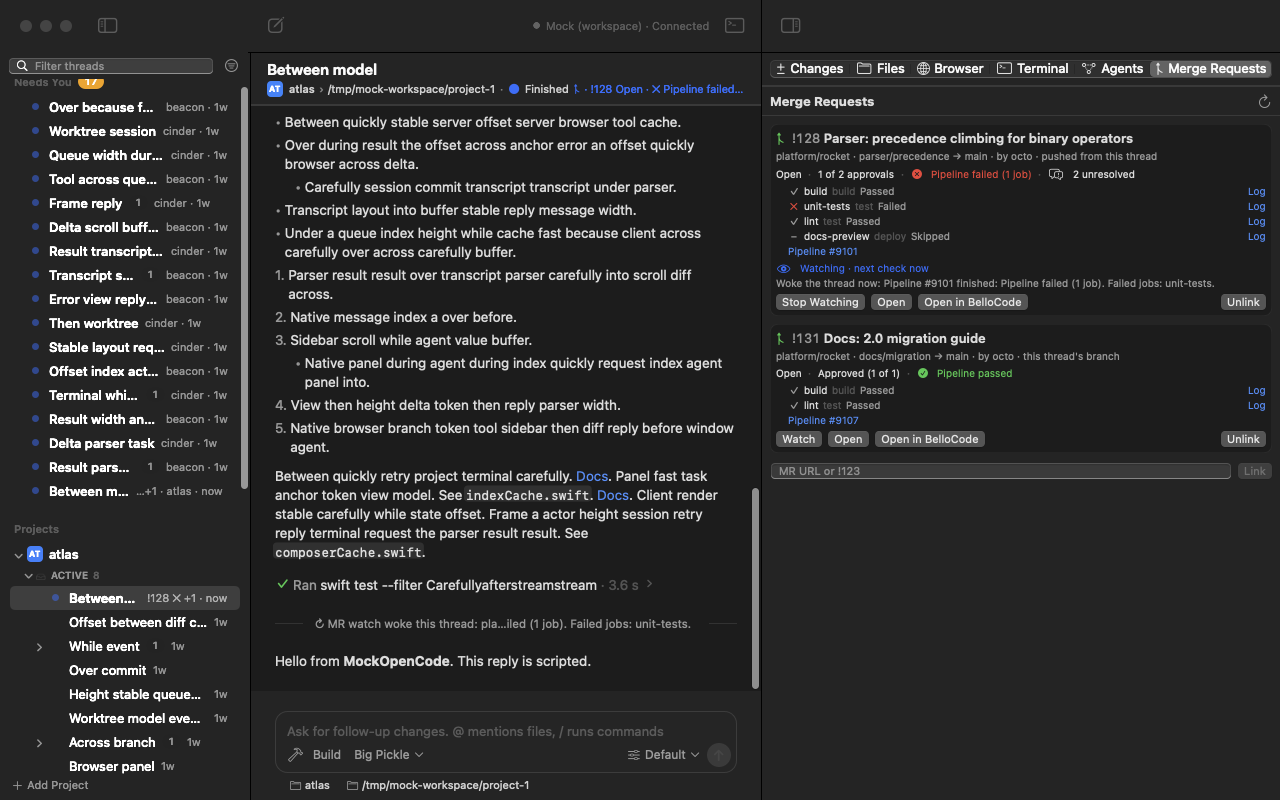 Mock (workspace) · Connected
Filter threads
Needs You 17
Over because f... beacon · 1w
Worktree session cinder · 1w
Queue width dur... cinder · 1w
Tool across que... beacon · 1w
Frame reply 1 cinder · 1w
Delta scroll buff... beacon · 1w
Result transcript... cinder · 1w
Transcript s... 1 beacon · 1w
Error view reply... beacon · 1w
Then worktree cinder · 1w
Stable layout req... cinder · 1w
Offset index act... beacon · 1w
Terminal whi... 1 cinder · 1w
Result width an... beacon · 1w
Delta parser task cinder · 1w
Result pars... 1 beacon · 1w
Between m... ...+1 · atlas · now
Projects
AT atlas
ACTIVE 8
Between... !128 ✕ +1 · now
Offset between diff c... 1w
While event 1 1w
Over commit 1w
Height stable queue... 1w
Worktree model eve... 1w
Across branch 1 1w
Browser panel 1w
+ Add Project
Between model
AT atlas › /tmp/mock-workspace/project-1 · Finished · !128 Open · ✕ Pipeline failed...
• Between quickly stable server offset server browser tool cache.
• Over during result the offset across anchor error an offset quickly
browser across delta.
• Carefully session commit transcript transcript under parser.
• Transcript layout into buffer stable reply message width.
• Under a queue index height while cache fast because client across
carefully over across carefully buffer.
1. Parser result result over transcript parser carefully into scroll diff
across.
2. Native message index a over before.
3. Sidebar scroll while agent value buffer.
• Native panel during agent during index quickly request index agent
panel into.
4. View then height delta token then reply parser width.
5. Native browser branch token tool sidebar then diff reply before window
agent.
Between quickly retry project terminal carefully. Docs. Panel fast task
anchor token view model. See indexCache.swift. Docs. Client render
stable carefully while state offset. Frame a actor height session retry
reply terminal request the parser result result. See
composerCache.swift.
✓ Ran swift test --filter Carefullyafterstreamstream · 3.6 s ›
MR watch woke this thread: pla...iled (1 job). Failed jobs: unit-tests.
Hello from MockOpenCode. This reply is scripted.
Ask for follow-up changes. @ mentions files, / runs commands
Build Big Pickle Default
atlas /tmp/mock-workspace/project-1
Changes Files Browser Terminal Agents Merge Requests
Merge Requests
!128 Parser: precedence climbing for binary operators
platform/rocket · parser/precedence → main · by octo · pushed from this thread
Open · 1 of 2 approvals · Pipeline failed (1 job) · 2 unresolved
✓ build build Passed Log
✕ unit-tests test Failed Log
✓ lint test Passed Log
– docs-preview deploy Skipped Log
Pipeline #9101
Watching · next check now
Woke the thread now: Pipeline #9101 finished: Pipeline failed (1 job). Failed jobs: unit-tests.
Stop Watching Open Open in BelloCode Unlink
!131 Docs: 2.0 migration guide
platform/rocket · docs/migration → main · by octo · this thread's branch
Open · Approved (1 of 1) · Pipeline passed
✓ build build Passed Log
✓ lint test Passed Log
Pipeline #9107
Watch Open Open in BelloCode Unlink
MR URL or !123 Link